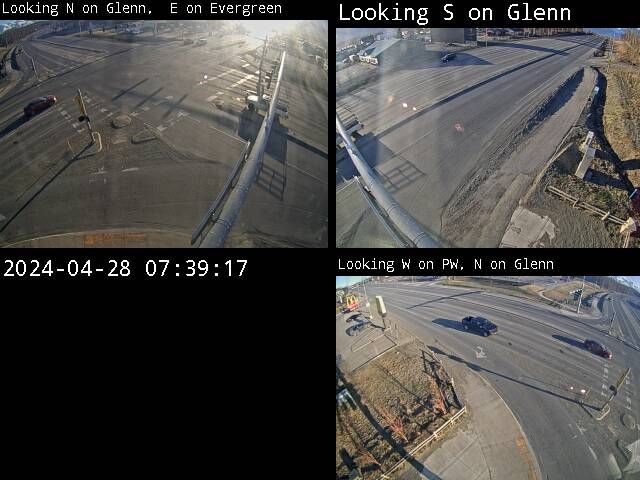 Looking N on Glenn,  E on Evergreen
Looking S on Glenn
2024-04-28 07:39:17
Looking W on PW, N on Glenn